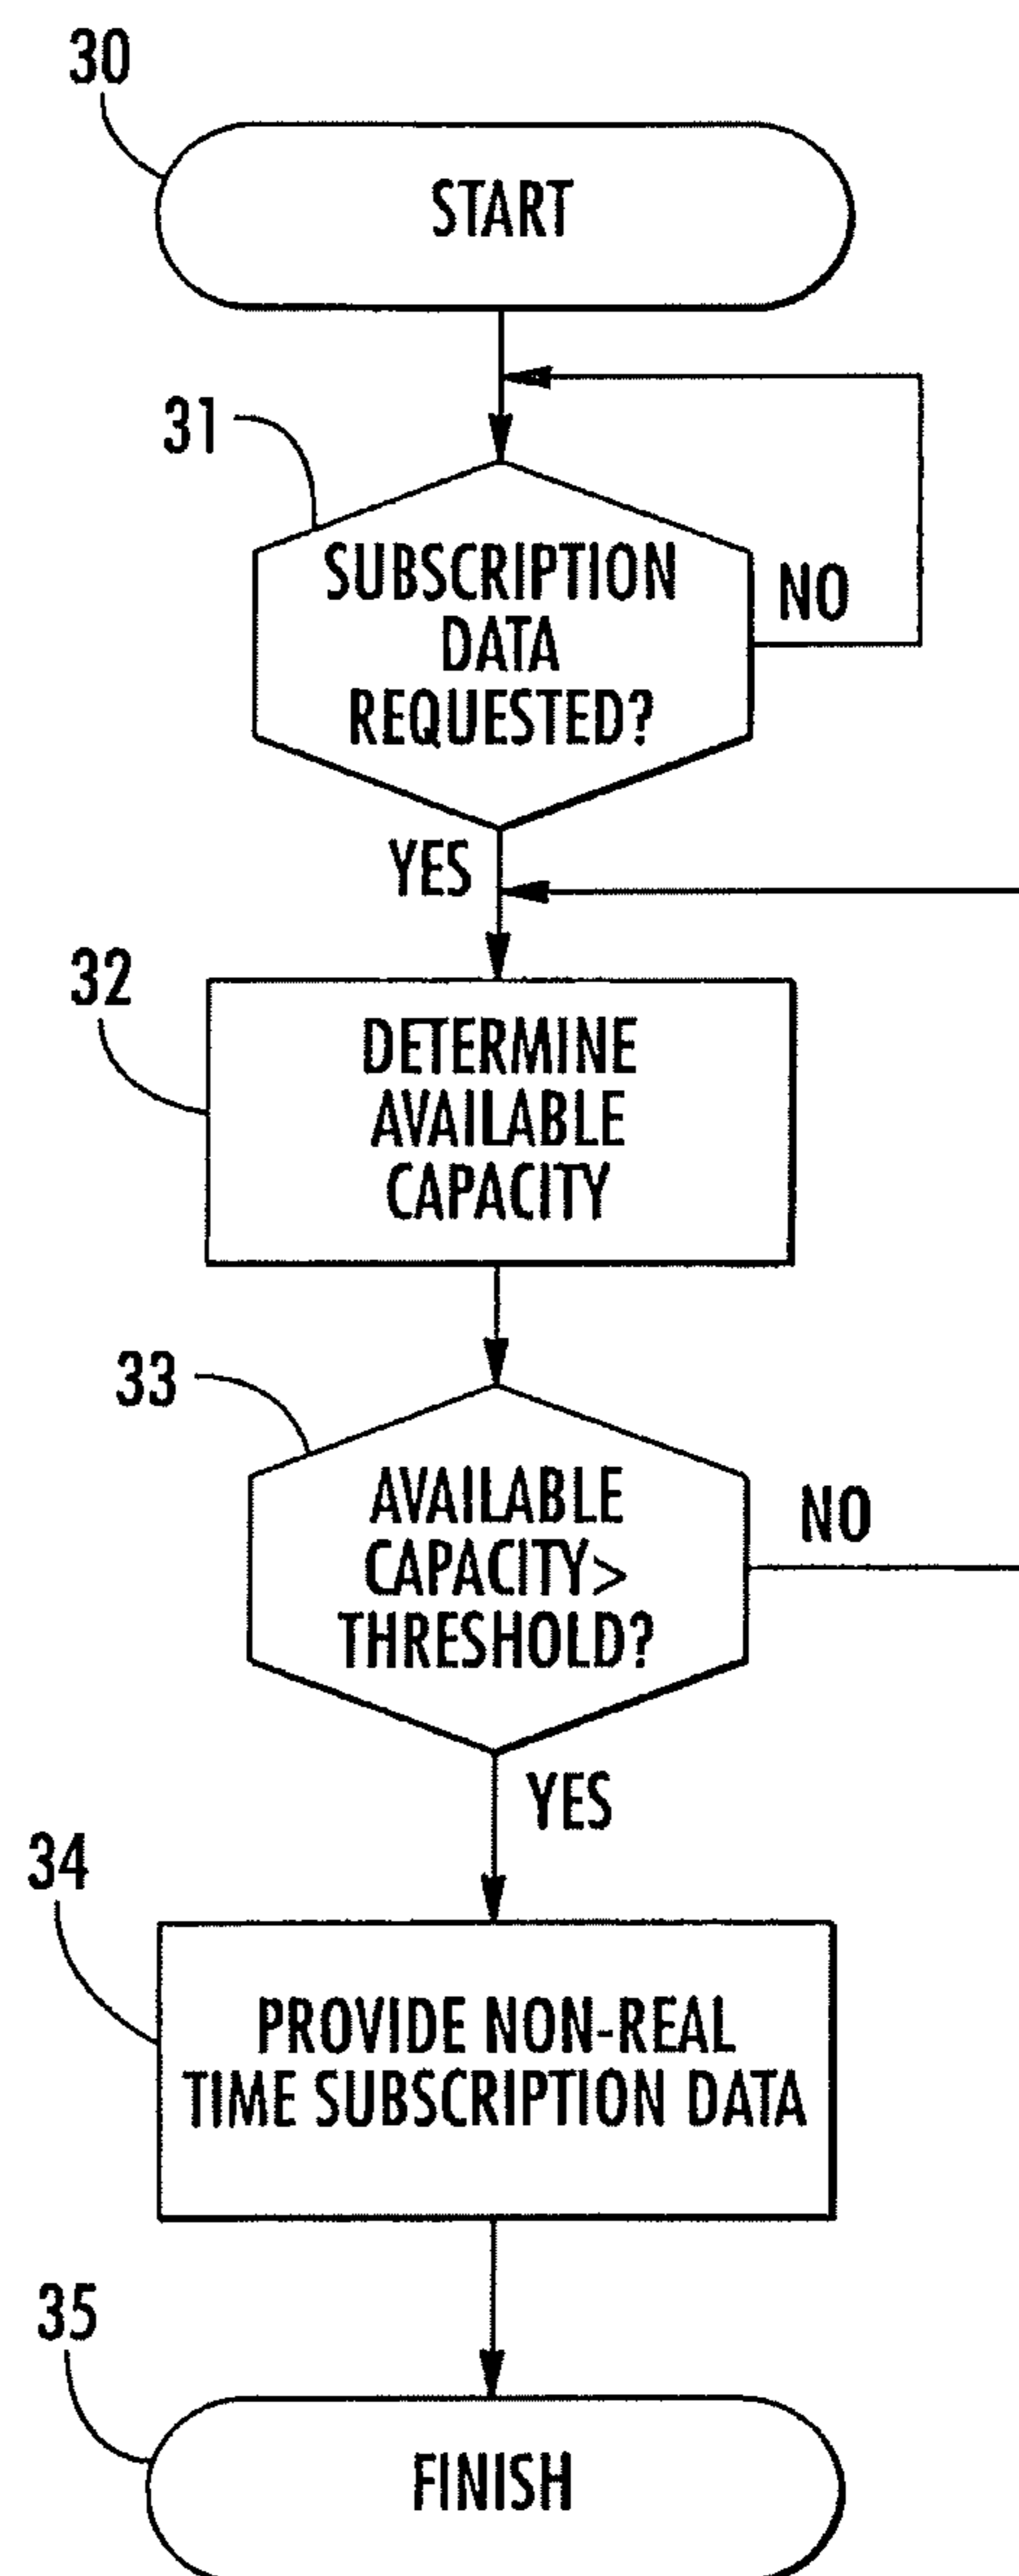 30
START
31
SUBSCRIPTION
DATA
REQUESTED?
NO
YES
32
DETERMINE
AVAILABLE
CAPACITY
33
AVAILABLE
CAPACITY>
THRESHOLD?
NO
YES
34
PROVIDE NON-REAL
TIME SUBSCRIPTION DATA
35
FINISH